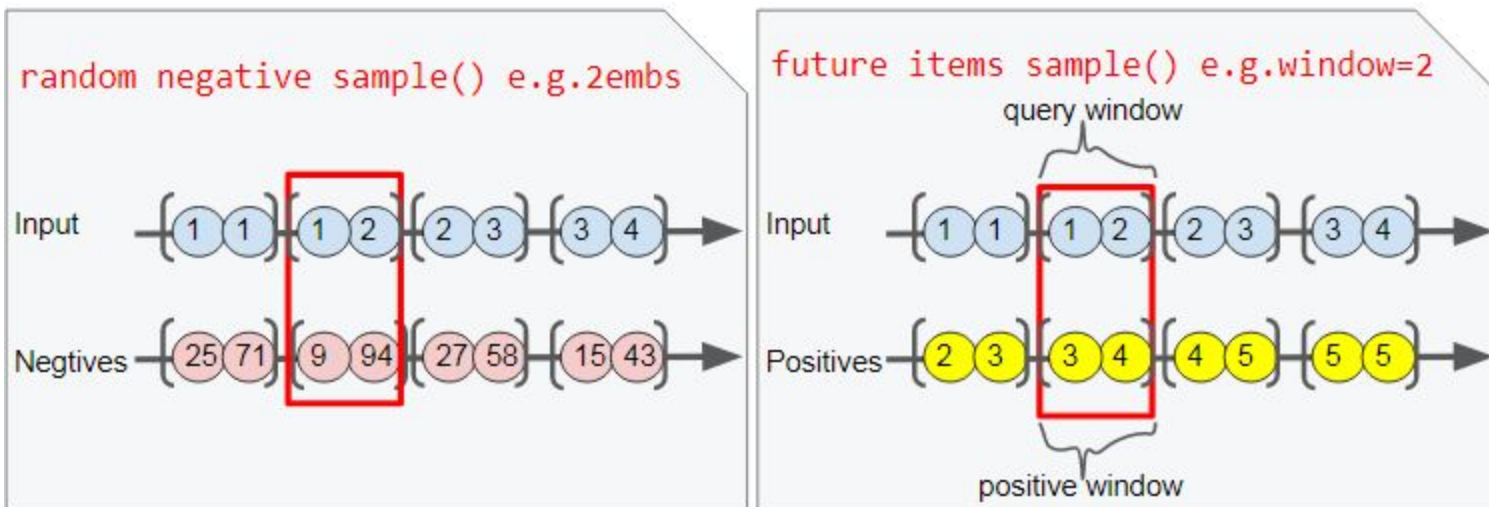 random negative sample() e.g.2embs
Input
1 1 1 2 2 3 3 4
Negtives
25 71 9 94 27 58 15 43
future items sample() e.g.window=2
query window
Input
1 1 1 2 2 3 3 4
Positives
2 3 3 4 4 5 5 5
positive window